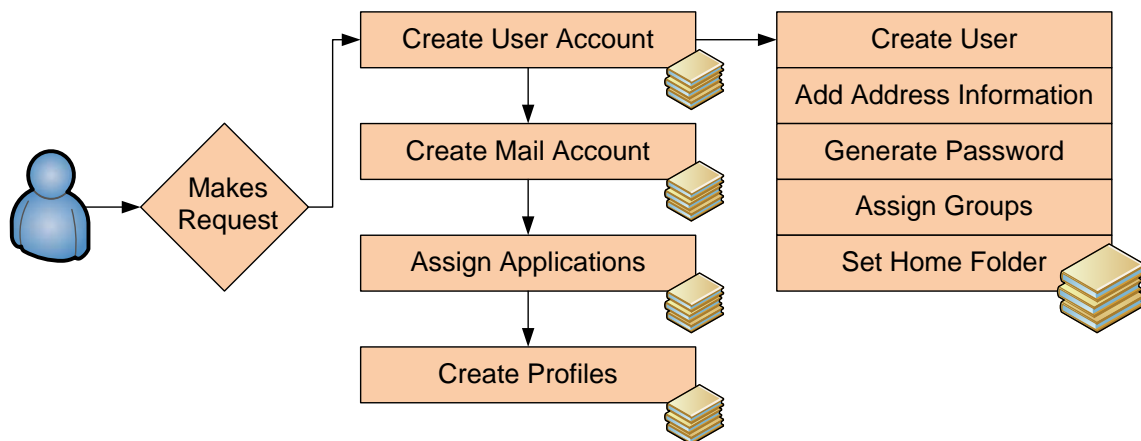 Makes
Request
Create User Account
Create Mail Account
Assign Applications
Create Profiles
Create User
Add Address Information
Generate Password
Assign Groups
Set Home Folder